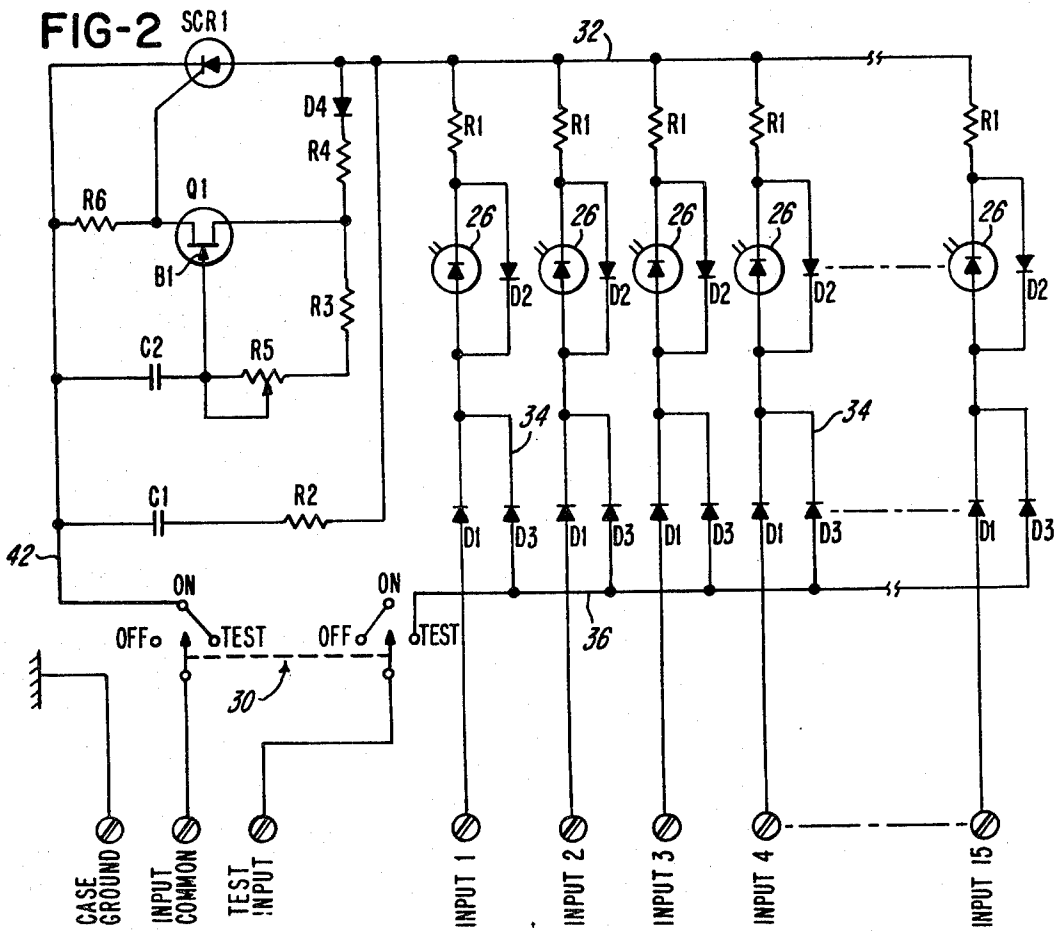 FIG-2
SCR1
32
D4
R1 R1 R1 R1 R1
R4
R6
Q1
26 26 26 26 26
B1
D2 D2 D2 D2 D2
R3
C2
R5
34 34
C1
R2
D1 D3 D1 D3 D1 D3 D1 D3 D1 D3
42
ON ON
OFF TEST OFF TEST
36
30
CASE GROUND
INPUT COMMON
TEST INPUT
INPUT 1
INPUT 2
INPUT 3
INPUT 4
INPUT 15